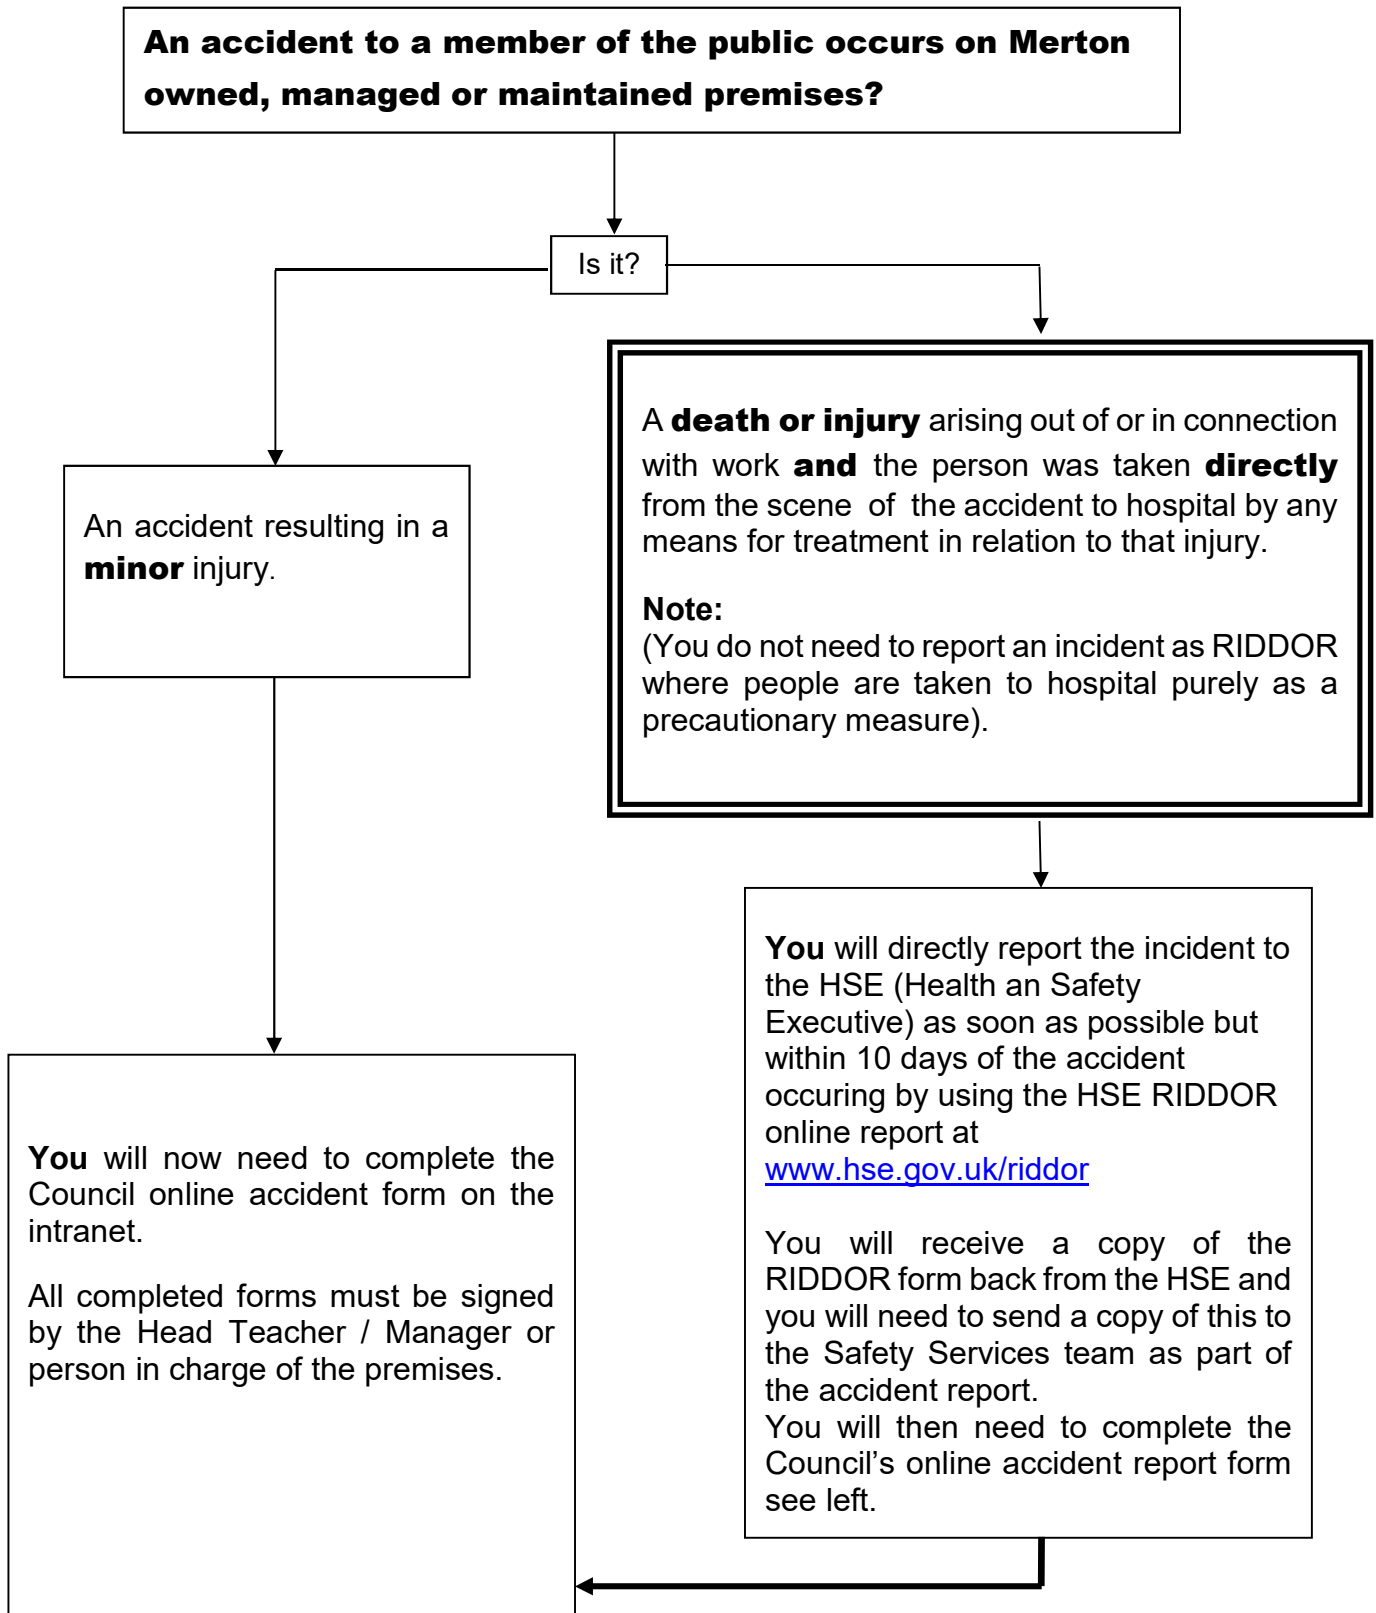 An accident to a member of the public occurs on Merton
owned, managed or maintained premises?
Is it?
An accident resulting in a
minor injury.
A death or injury arising out of or in connection
with work and the person was taken directly
from the scene of the accident to hospital by any
means for treatment in relation to that injury.
Note:
(You do not need to report an incident as RIDDOR
where people are taken to hospital purely as a
precautionary measure).
You will now need to complete the
Council online accident form on the
intranet.
All completed forms must be signed
by the Head Teacher / Manager or
person in charge of the premises.
You will directly report the incident to
the HSE (Health an Safety
Executive) as soon as possible but
within 10 days of the accident
occuring by using the HSE RIDDOR
online report at
www.hse.gov.uk/riddor
You will receive a copy of the
RIDDOR form back from the HSE and
you will need to send a copy of this to
the Safety Services team as part of
the accident report.
You will then need to complete the
Council’s online accident report form
see left.